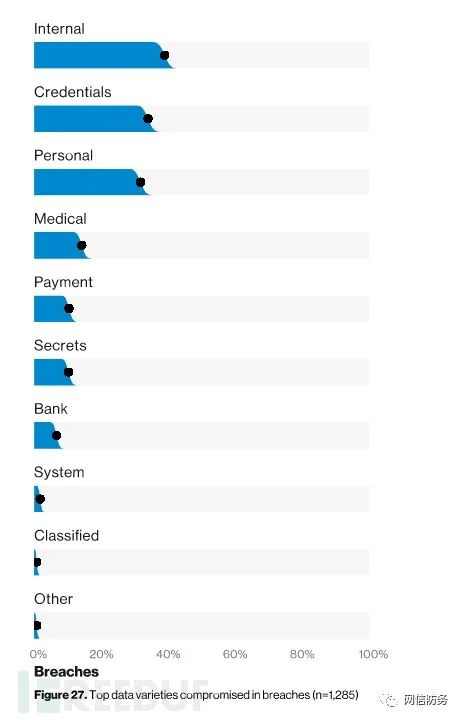 Internal
Credentials
Personal
Medical
Payment
Secrets
Bank
System
Classified
Other
0% 20% 40% 60% 80% 100%
Breaches
Figure 27. Top data varieties compromised in breaches (n=1,285)
REEBUF
网信防务